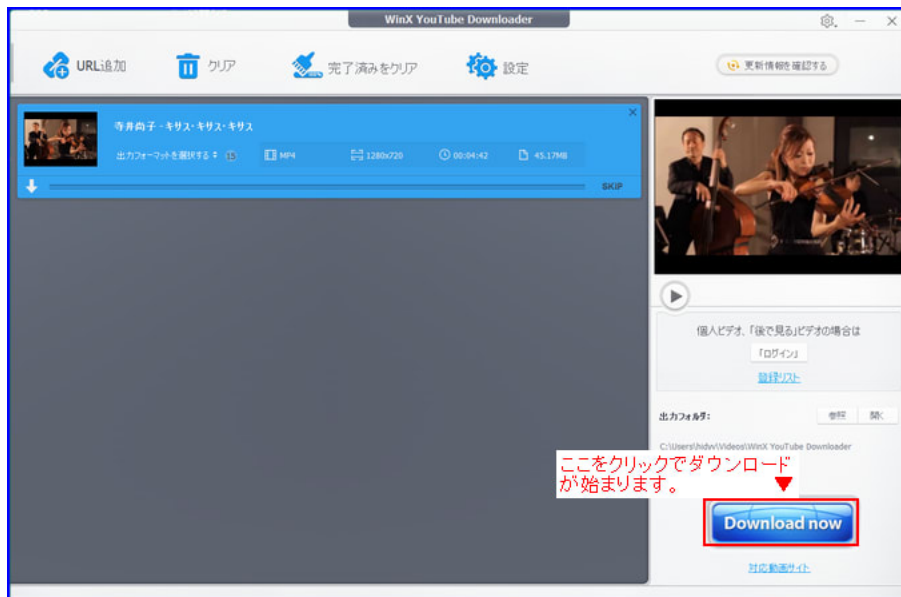 WinX YouTube Downloader
URL追加
クリア
完了済みをクリア
設定
更新情報を確認する
寺井尚子 - キサス・キサス・キサス
出力フォーマットを選択する
15
MP4
1280x720
00:04:42
45.17MB
SKIP
個人ビデオ、「後で見る」ビデオの場合は
「ログイン」
登録リスト
出力フォルダ:
参照
開く
C:\Users\hidvv\Videos\WinX YouTube Downloader
ここをクリックでダウンロード
が始まります。
Download now
対応動画サイト